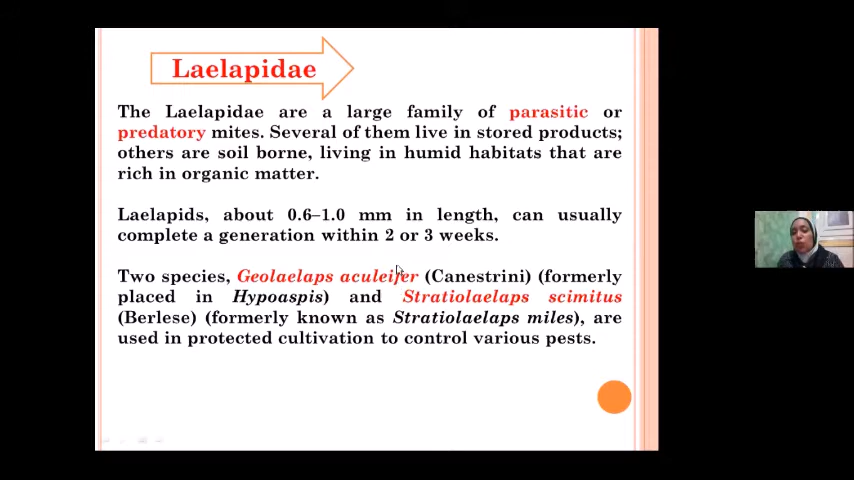 Laelapidae
The Laelapidae are a large family of parasitic or
predatory mites. Several of them live in stored products;
others are soil borne, living in humid habitats that are
rich in organic matter.
Laelapids, about 0.6–1.0 mm in length, can usually
complete a generation within 2 or 3 weeks.
Two species, Geolaelaps aculeifer (Canestrini) (formerly
placed in Hypoaspis) and Stratiolaelaps scimitus
(Berlese) (formerly known as Stratiolaelaps miles), are
used in protected cultivation to control various pests.